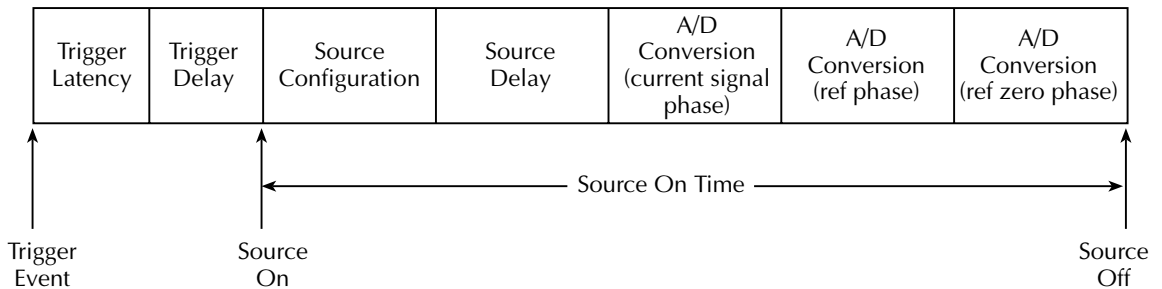 Trigger
Latency
Trigger
Delay
Source
Configuration
Source
Delay
A/D
Conversion
(current signal
phase)
A/D
Conversion
(ref phase)
A/D
Conversion
(ref zero phase)
Source On Time
Trigger
Event
Source
On
Source
Off